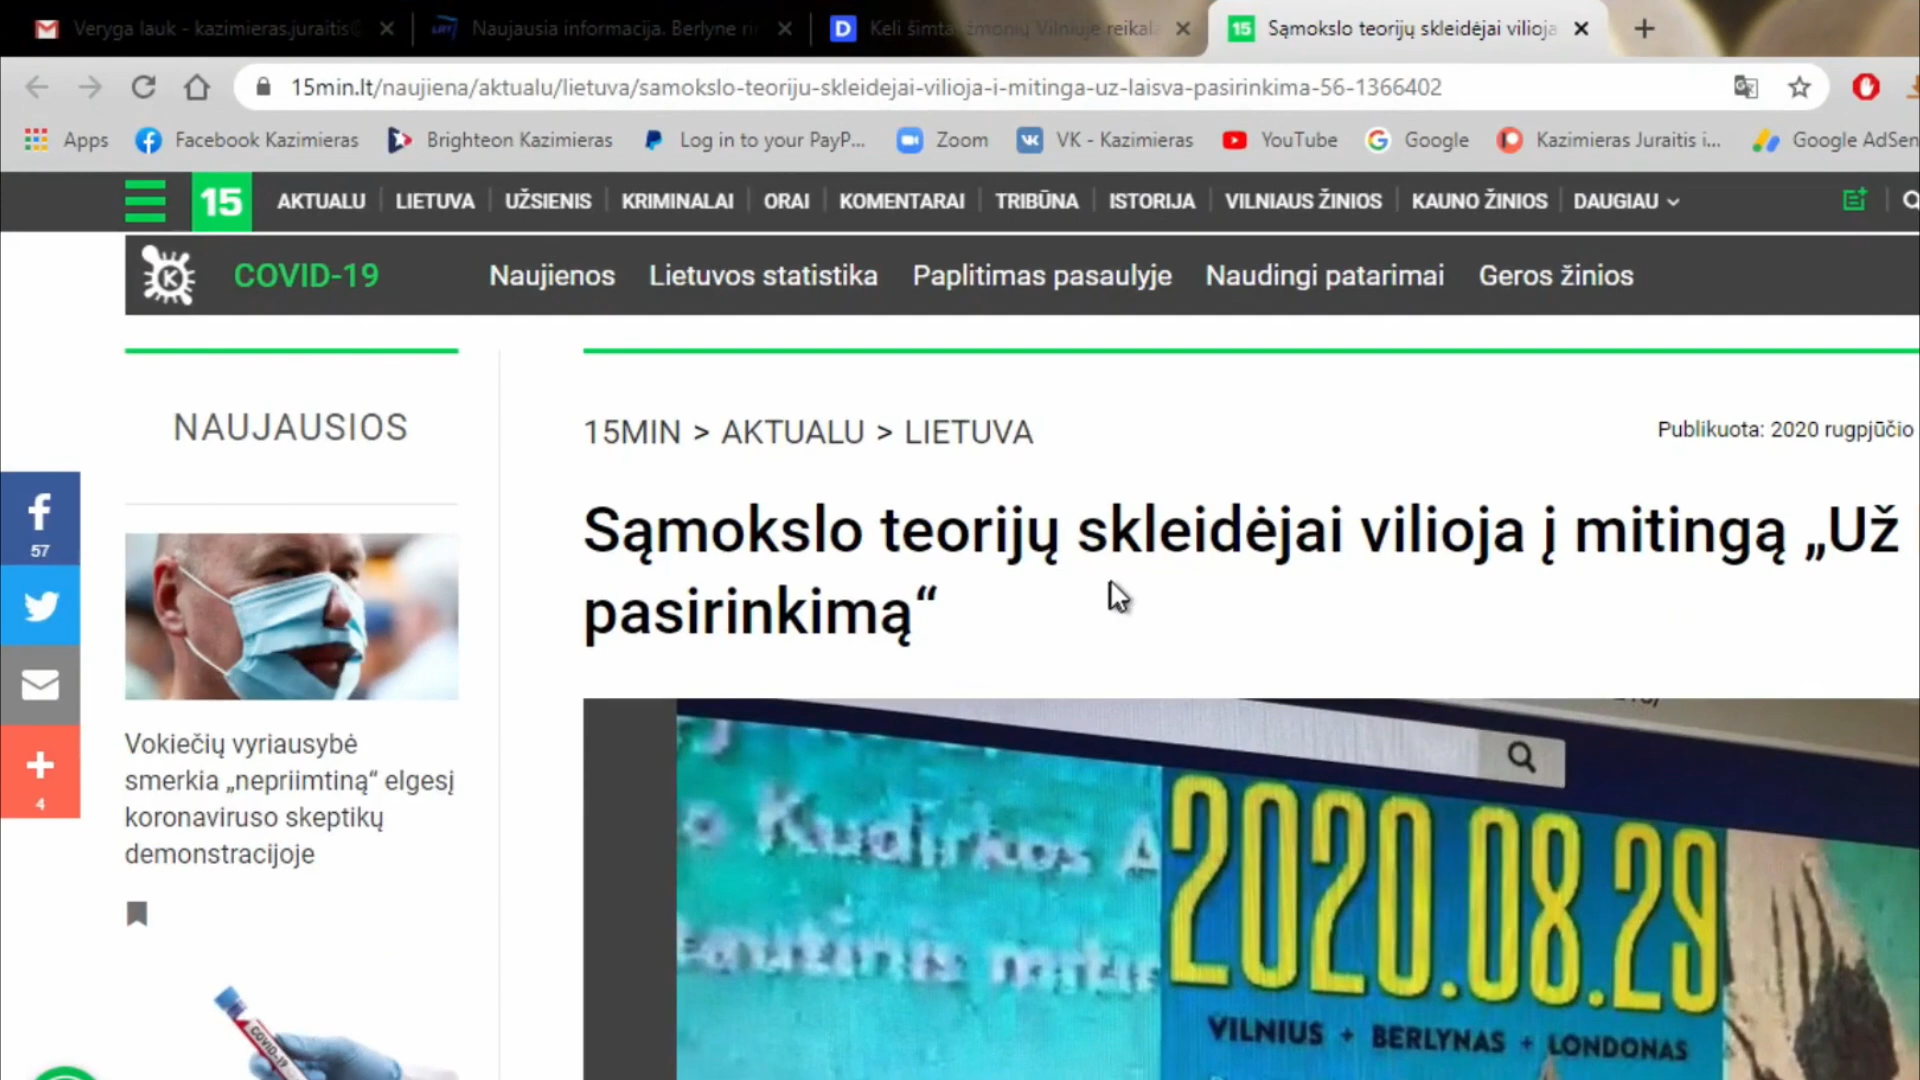 Veryga lauk - kazimieras.juraitis@
LRT Naujausia informacija. Berlyne ri
D Keli šimtai žmonių Vilniuje reikala
15 Sąmokslo teorijų skleidėjai vilioja
15min.lt/naujiena/aktualu/lietuva/samokslo-teoriju-skleidejai-vilioja-i-mitinga-uz-laisva-pasirinkima-56-1366402
Apps Facebook Kazimieras Brighteon Kazimieras Log in to your PayP... Zoom VK - Kazimieras YouTube Google Kazimieras Juraitis i... Google AdSen
15 AKTUALU LIETUVA UŽSIENIS KRIMINALAI ORAI KOMENTARAI TRIBŪNA ISTORIJA VILNIAUS ŽINIOS KAUNO ŽINIOS DAUGIAU
K COVID-19 Naujienos Lietuvos statistika Paplitimas pasaulyje Naudingi patarimai Geros žinios
NAUJAUSIOS
57
4
Vokiečių vyriausybė
smerkia „nepriimtiną“ elgesį
koronaviruso skeptikų
demonstracijoje
COVID-19
15MIN > AKTUALU > LIETUVA
Publikuota: 2020 rugpjūčio
Sąmokslo teorijų skleidėjai vilioja į mitingą „Už
pasirinkimą“
2020.08.29
VILNIUS + BERLYNAS + LONDONAS